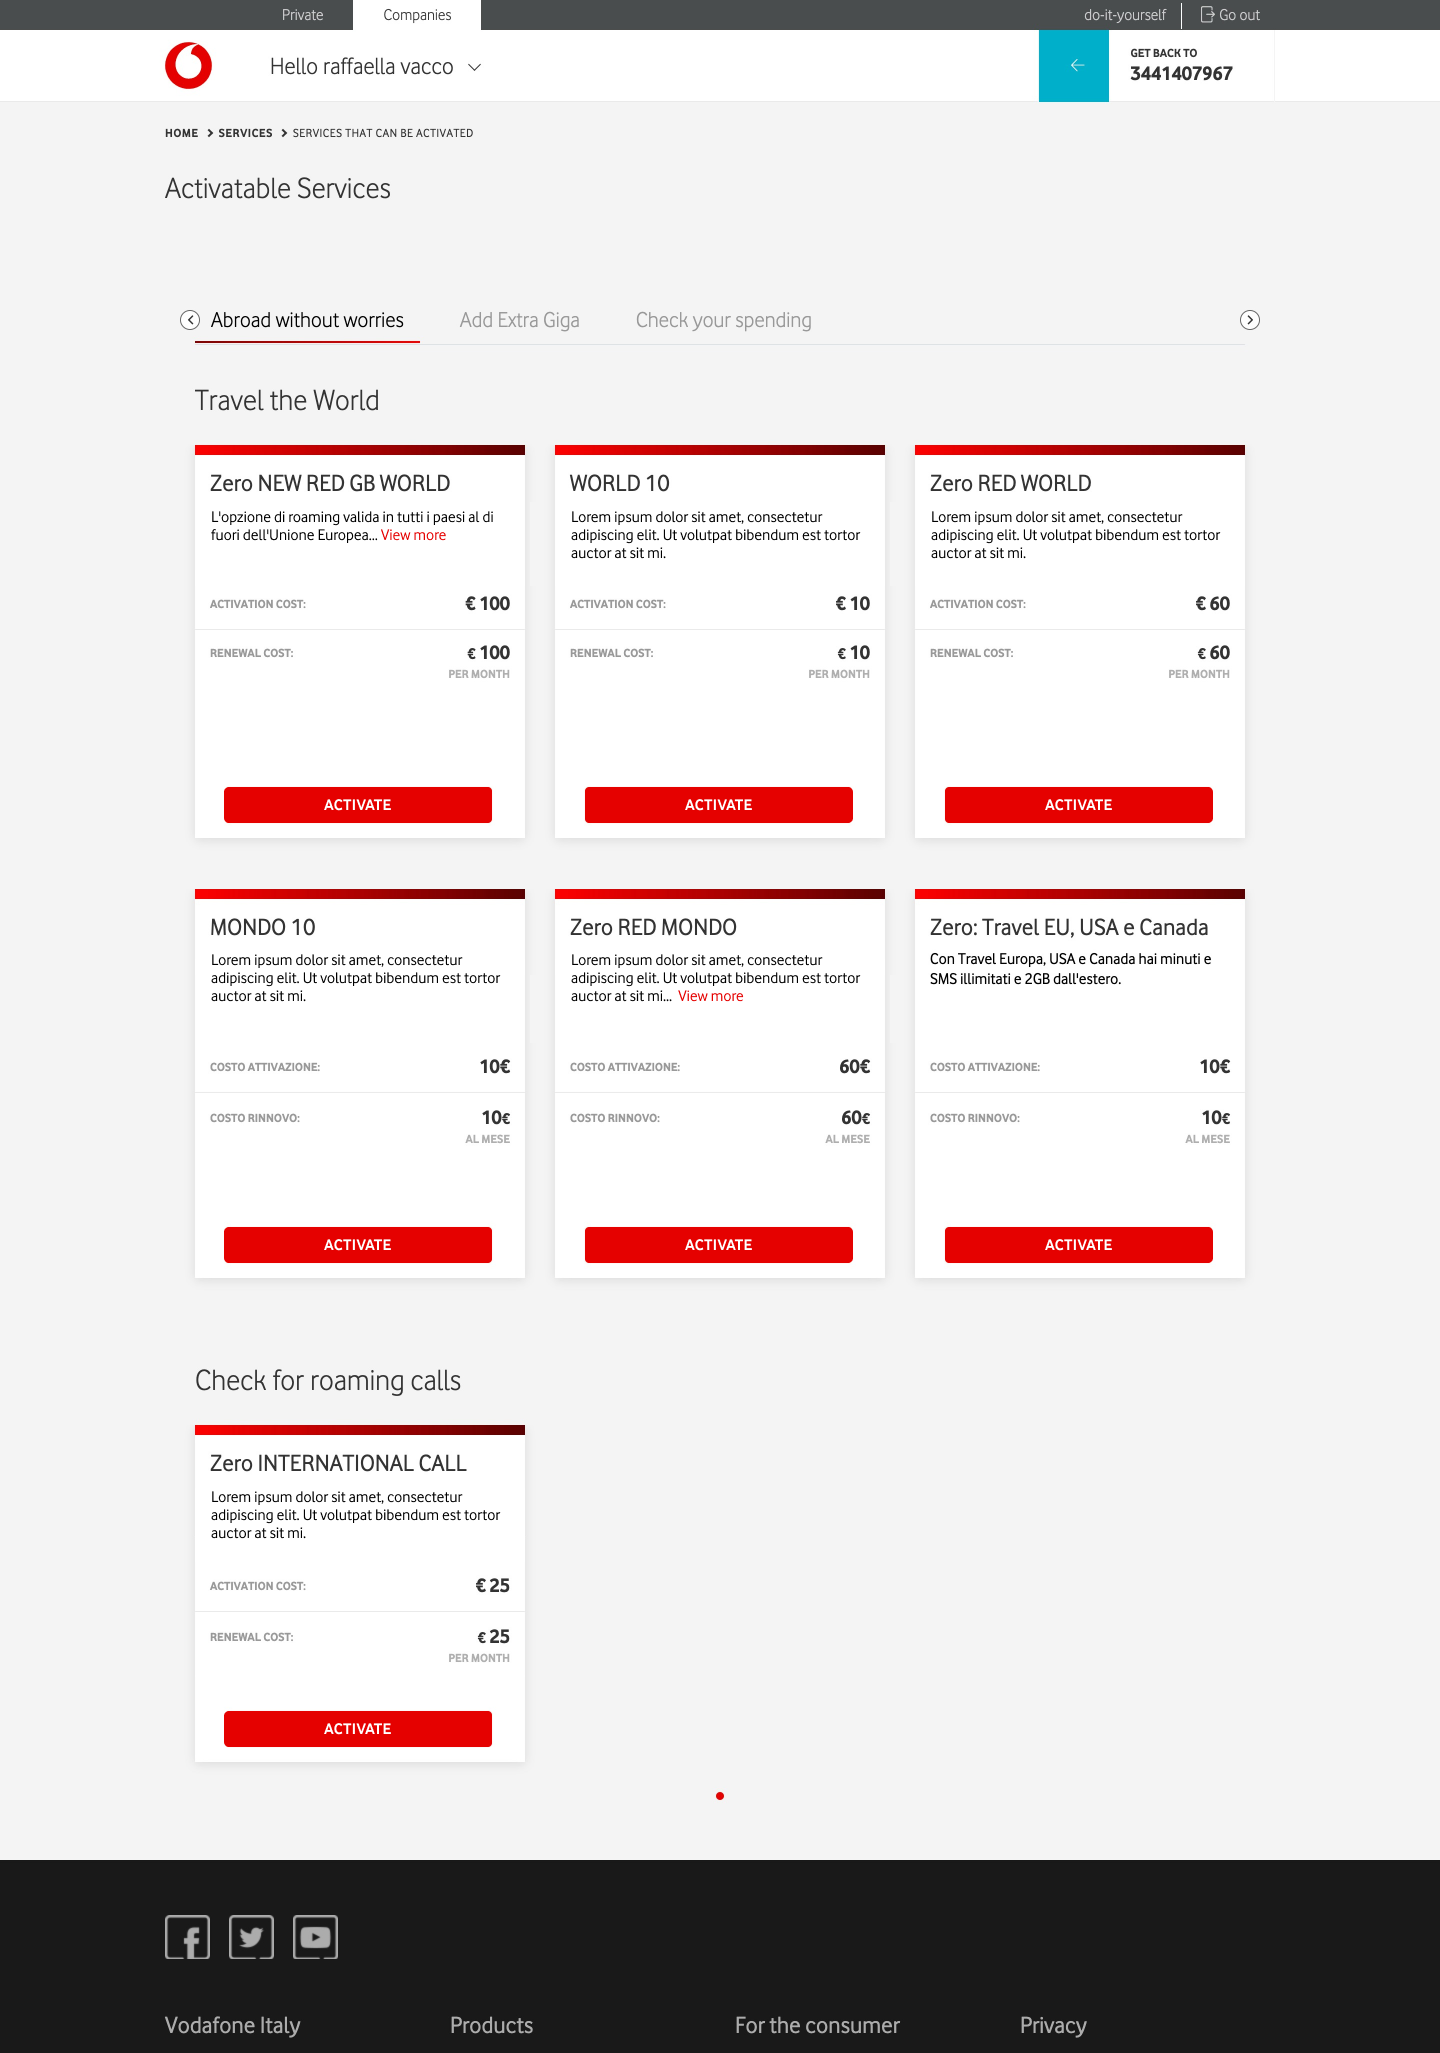 Private
Companies
do-it-yourself
Go out
Hello raffaella vacco
GET BACK TO
3441407967
HOME
SERVICES
SERVICES THAT CAN BE ACTIVATED
Activatable Services
Abroad without worries
Add Extra Giga
Check your spending
Travel the World
Zero NEW RED GB WORLD
L'opzione di roaming valida in tutti i paesi al di
fuori dell'Unione Europea... View more
ACTIVATION COST:
€ 100
RENEWAL COST:
€ 100
PER MONTH
ACTIVATE
WORLD 10
Lorem ipsum dolor sit amet, consectetur
adipiscing elit. Ut volutpat bibendum est tortor
auctor at sit mi.
ACTIVATION COST:
€ 10
RENEWAL COST:
€ 10
PER MONTH
ACTIVATE
Zero RED WORLD
Lorem ipsum dolor sit amet, consectetur
adipiscing elit. Ut volutpat bibendum est tortor
auctor at sit mi.
ACTIVATION COST:
€ 60
RENEWAL COST:
€ 60
PER MONTH
ACTIVATE
MONDO 10
Lorem ipsum dolor sit amet, consectetur
adipiscing elit. Ut volutpat bibendum est tortor
auctor at sit mi.
COSTO ATTIVAZIONE:
10€
COSTO RINNOVO:
10€
AL MESE
ACTIVATE
Zero RED MONDO
Lorem ipsum dolor sit amet, consectetur
adipiscing elit. Ut volutpat bibendum est tortor
auctor at sit mi... View more
COSTO ATTIVAZIONE:
60€
COSTO RINNOVO:
60€
AL MESE
ACTIVATE
Zero: Travel EU, USA e Canada
Con Travel Europa, USA e Canada hai minuti e
SMS illimitati e 2GB dall'estero.
COSTO ATTIVAZIONE:
10€
COSTO RINNOVO:
10€
AL MESE
ACTIVATE
Check for roaming calls
Zero INTERNATIONAL CALL
Lorem ipsum dolor sit amet, consectetur
adipiscing elit. Ut volutpat bibendum est tortor
auctor at sit mi.
ACTIVATION COST:
€ 25
RENEWAL COST:
€ 25
PER MONTH
ACTIVATE
Vodafone Italy
Products
For the consumer
Privacy